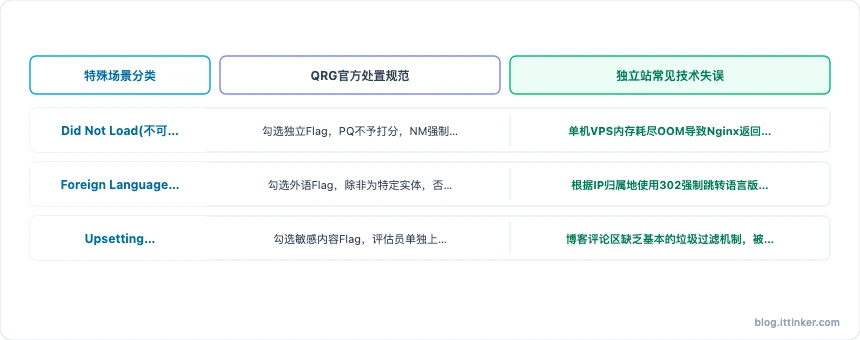 特殊场景分类 QRG官方处置规范 独立站常见技术失误
Did Not Load(不可... 勾选独立Flag，PQ不予打分，NM强制... 单机VPS内存耗尽OOM导致Nginx返回...
Foreign Language... 勾选外语Flag，除非为特定实体，否... 根据IP归属地使用302强制跳转语言版...
Upsetting... 勾选敏感内容Flag，评估员单独上... 博客评论区缺乏基本的垃圾过滤机制，被...
blog.ittinker.com